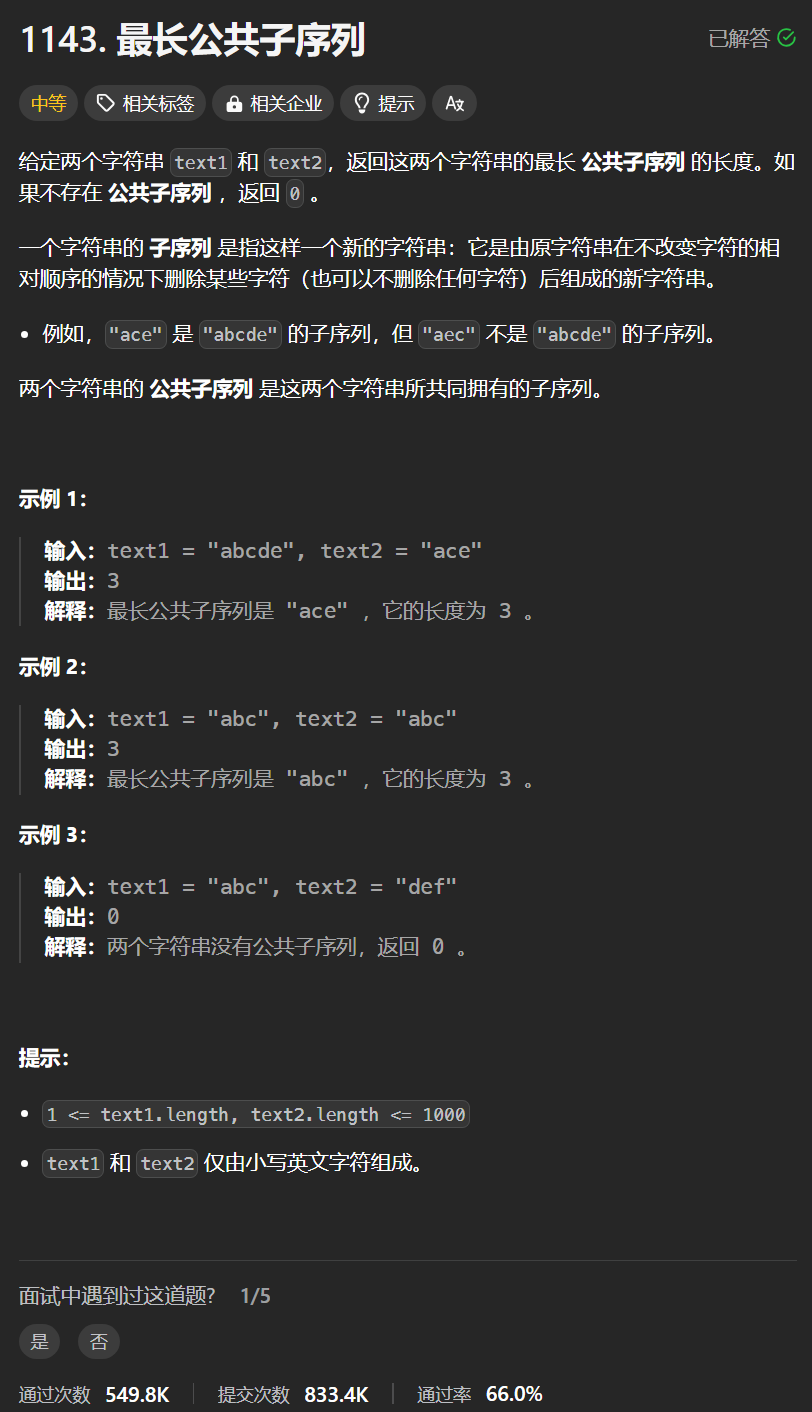 1143. 最长公共子序列
已解答
中等 相关标签 相关企业 提示 Aあ
给定两个字符串 text1 和 text2，返回这两个字符串的最长 公共子序列 的长度。如
果不存在 公共子序列 ，返回 0 。
一个字符串的 子序列 是指这样一个新的字符串：它是由原字符串在不改变字符的相
对顺序的情况下删除某些字符（也可以不删除任何字符）后组成的新字符串。
• 例如，"ace" 是 "abcde" 的子序列，但 "aec" 不是 "abcde" 的子序列。
两个字符串的 公共子序列 是这两个字符串所共同拥有的子序列。
示例 1：
输入：text1 = "abcde", text2 = "ace"
输出：3
解释：最长公共子序列是 "ace" ，它的长度为 3 。
示例 2：
输入：text1 = "abc", text2 = "abc"
输出：3
解释：最长公共子序列是 "abc" ，它的长度为 3 。
示例 3：
输入：text1 = "abc", text2 = "def"
输出：0
解释：两个字符串没有公共子序列，返回 0 。
提示：
• 1 <= text1.length, text2.length <= 1000
• text1 和 text2 仅由小写英文字符组成。
面试中遇到过这道题? 1/5
是 否
通过次数 549.8K 提交次数 833.4K 通过率 66.0%